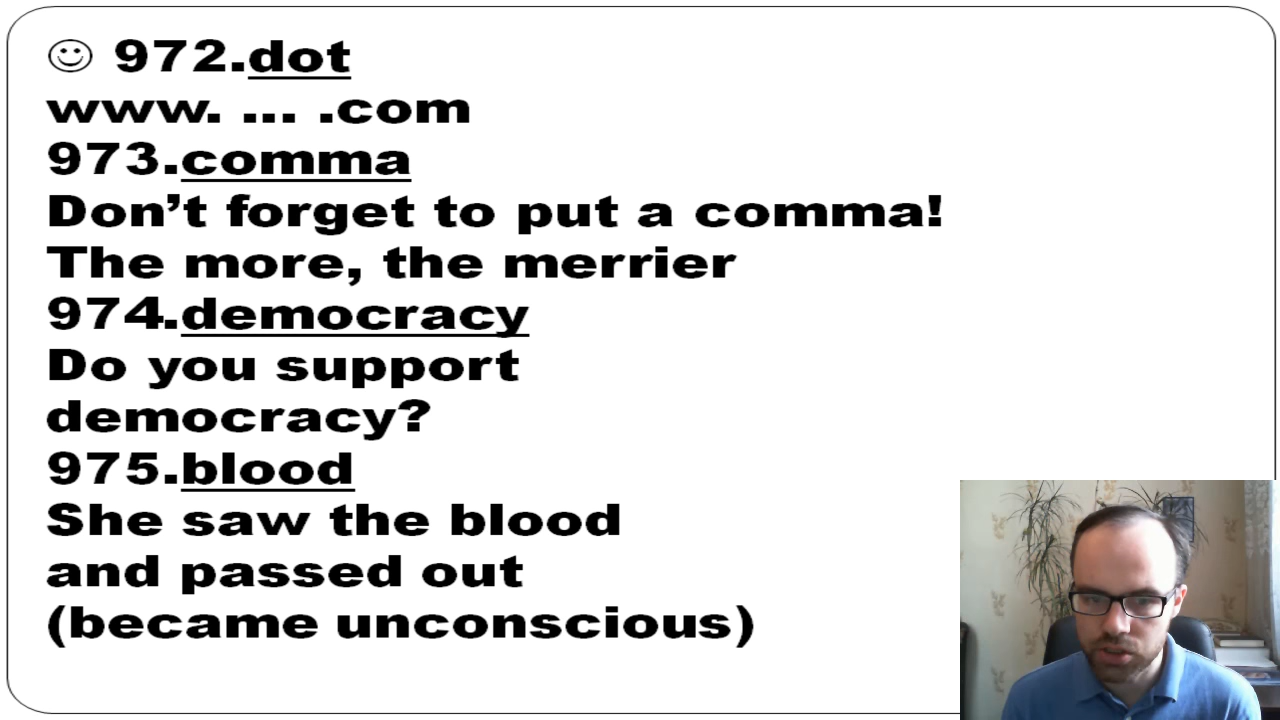 ☺ 972.dot
www. ... .com
973.comma
Don’t forget to put a comma!
The more, the merrier
974.democracy
Do you support
democracy?
975.blood
She saw the blood
and passed out
(became unconscious)